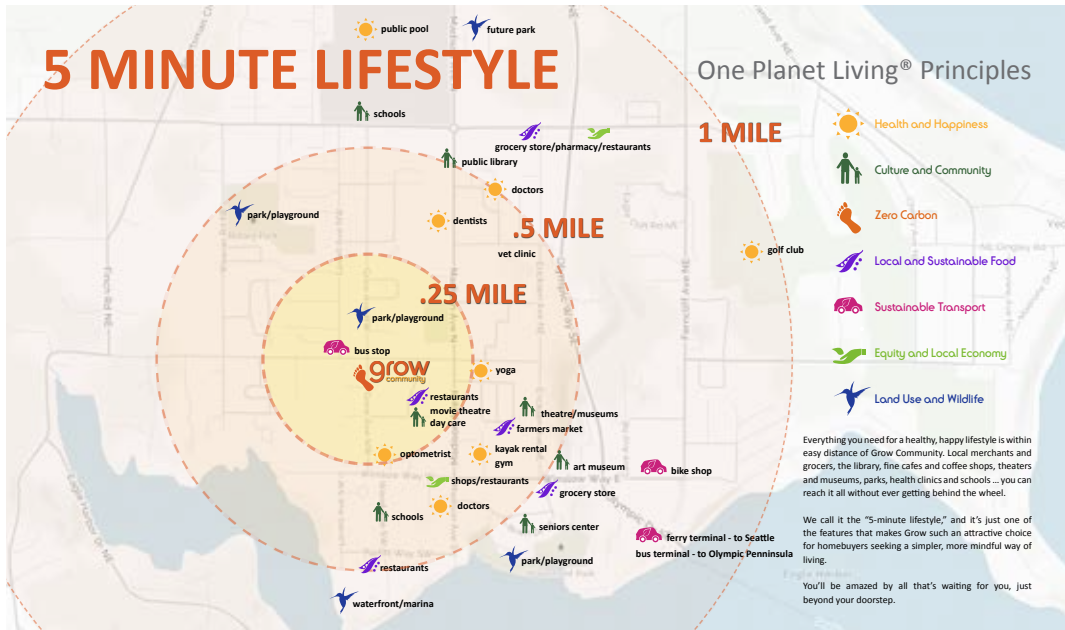 public pool
future park
5 MINUTE LIFESTYLE
One Planet Living® Principles
schools
1 MILE
grocery store/pharmacy/restaurants
public library
doctors
park/playground
dentists
.5 MILE
vet clinic
golf club
.25 MILE
park/playground
bus stop
grow
community
yoga
restaurants
movie theatre
day care
theatre/museums
farmers market
optometrist
kayak rental
gym
art museum
bike shop
shops/restaurants
grocery store
schools
doctors
seniors center
ferry terminal - to Seattle
bus terminal - to Olympic Penninsula
park/playground
restaurants
waterfront/marina
Health and Happiness
Culture and Community
Zero Carbon
Local and Sustainable Food
Sustainable Transport
Equity and Local Economy
Land Use and Wildlife
Everything you need for a healthy, happy lifestyle is within
easy distance of Grow Community. Local merchants and
grocers, the library, fine cafes and coffee shops, theaters
and museums, parks, health clinics and schools ... you can
reach it all without ever getting behind the wheel.
We call it the “5-minute lifestyle,” and it’s just one of
the features that makes Grow such an attractive choice
for homebuyers seeking a simpler, more mindful way of
living.
You’ll be amazed by all that’s waiting for you, just
beyond your doorstep.
Finch Rd NE
Ferncliff Ave NE